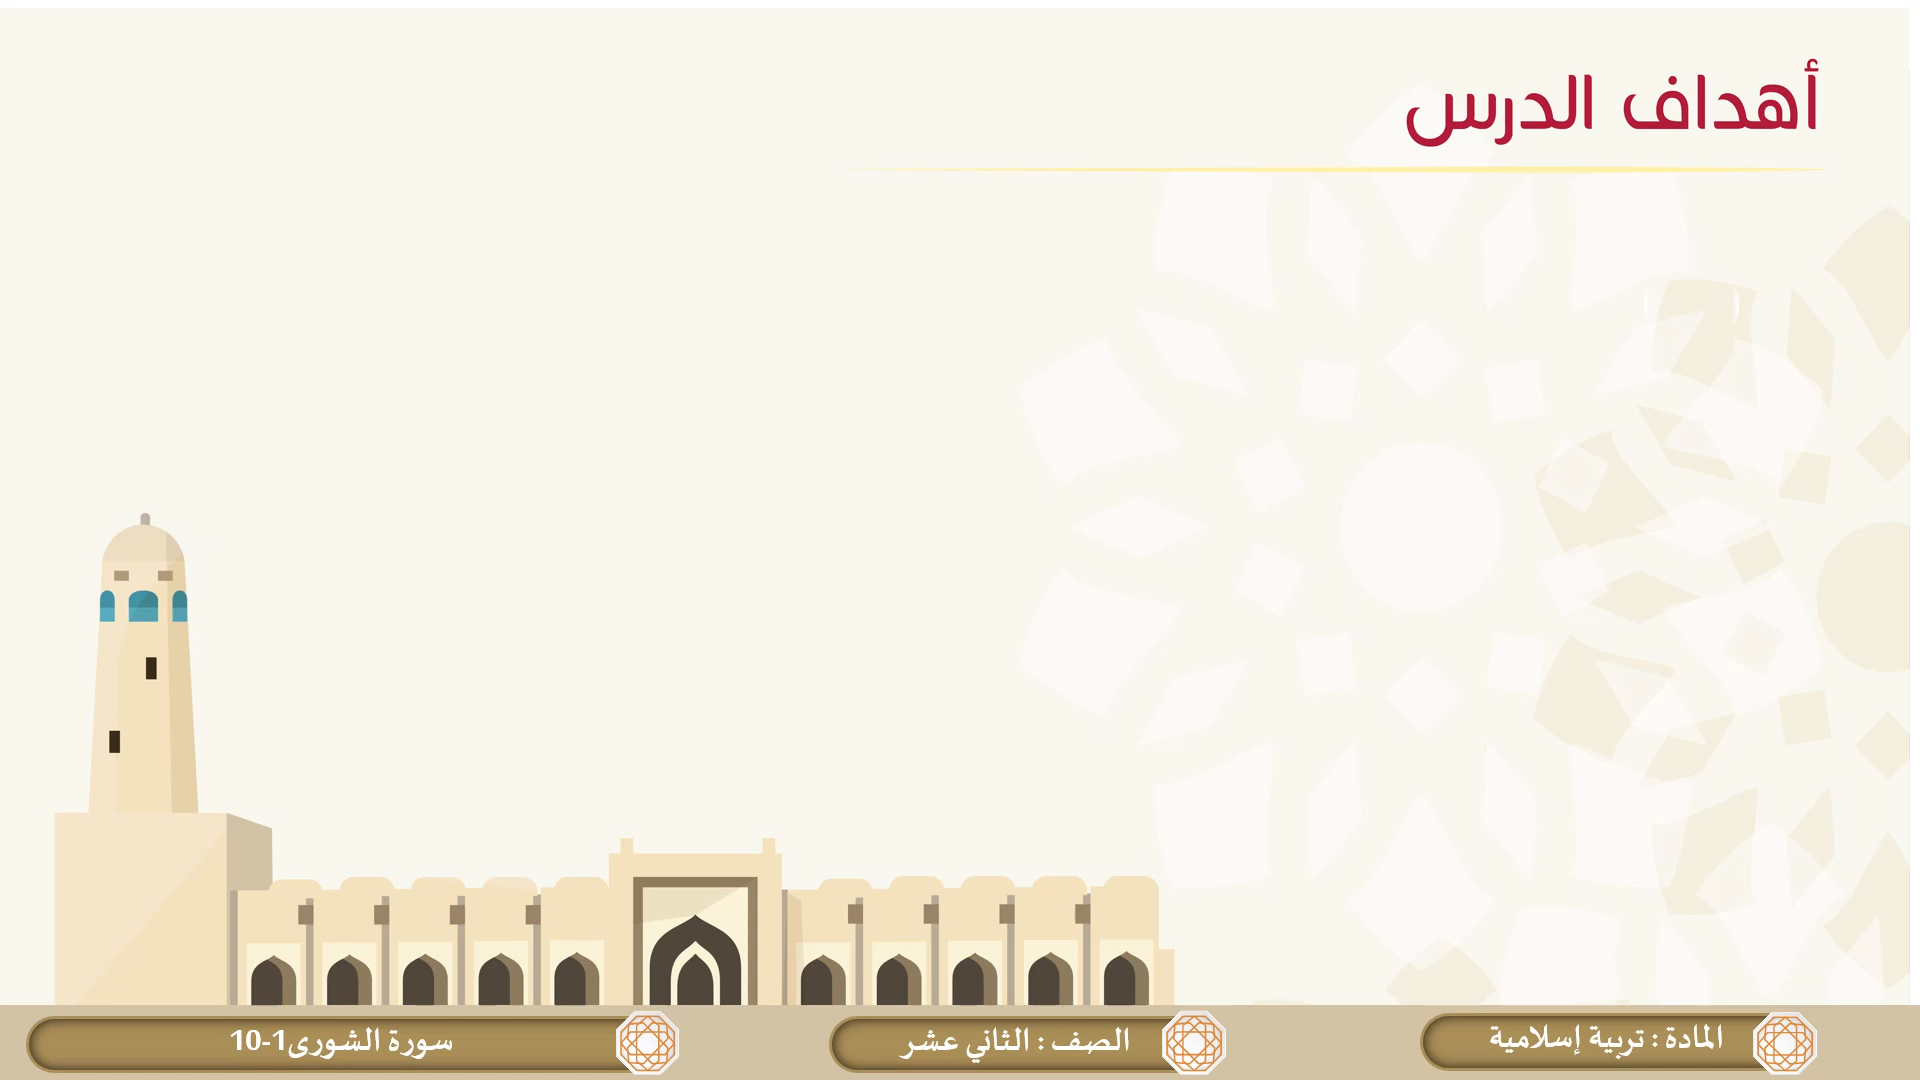 أهداف الدرس
المادة : تربية إسلامية
الصف : الثاني عشر
سورة الشورى1-10